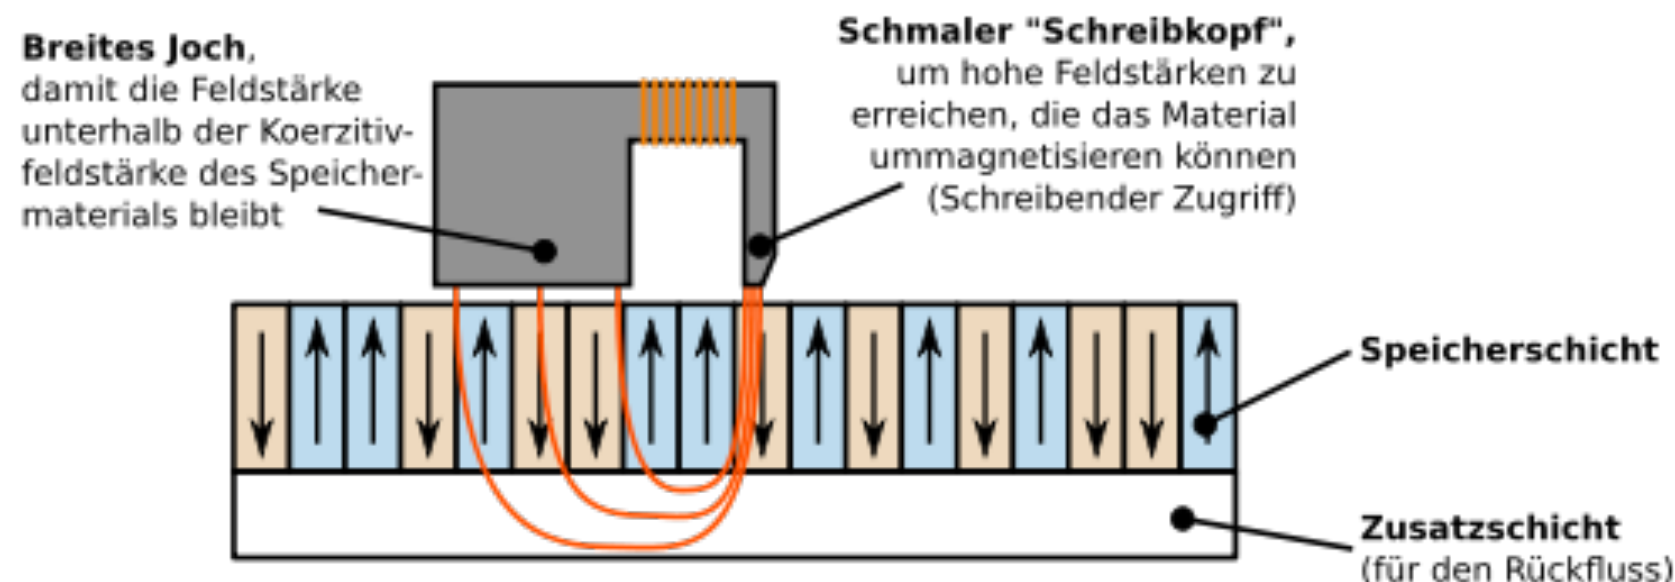 Breites Joch,
damit die Feldstärke
unterhalb der Koerzitiv-
feldstärke des Speicher-
materials bleibt
Schmaler "Schreibkopf",
um hohe Feldstärken zu
erreichen, die das Material
ummagnetisieren können
(Schreibender Zugriff)
Speicherschicht
Zusatzschicht
(für den Rückfluss)